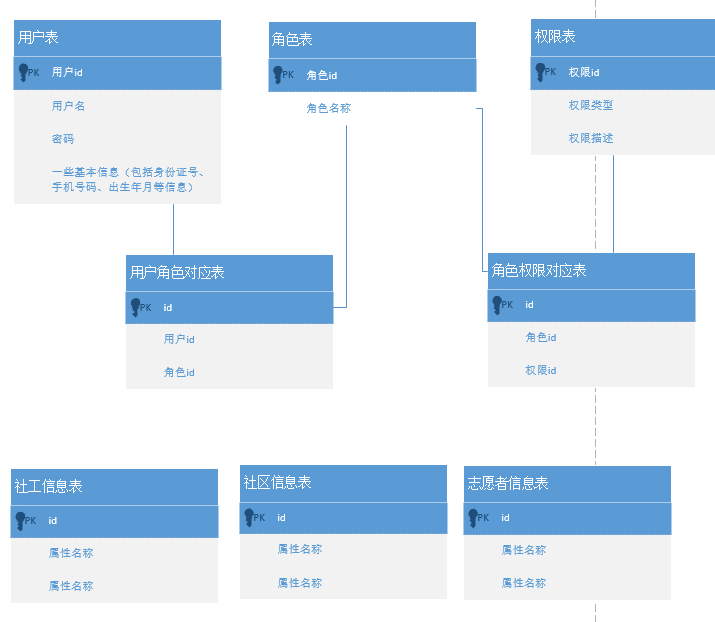 用户表
PK 用户id
用户名
密码
一些基本信息（包括身份证号、
手机号码、出生年月等信息）
角色表
PK 角色id
角色名称
权限表
PK 权限id
权限类型
权限描述
用户角色对应表
PK id
用户id
角色id
角色权限对应表
PK id
角色id
权限id
社工信息表
PK id
属性名称
属性名称
社区信息表
PK id
属性名称
属性名称
志愿者信息表
PK id
属性名称
属性名称